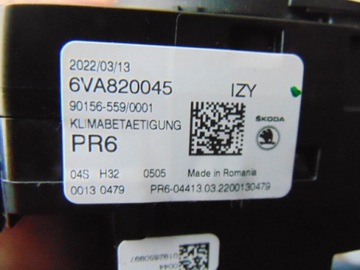 2022/03/13
6VA820045 IZY
90156-559/0001
KLIMABETAETIGUNG
PR6
ŠKODA
04S H32 0505 Made in Romania
0013 0479 PR6-04413.03.2200130479